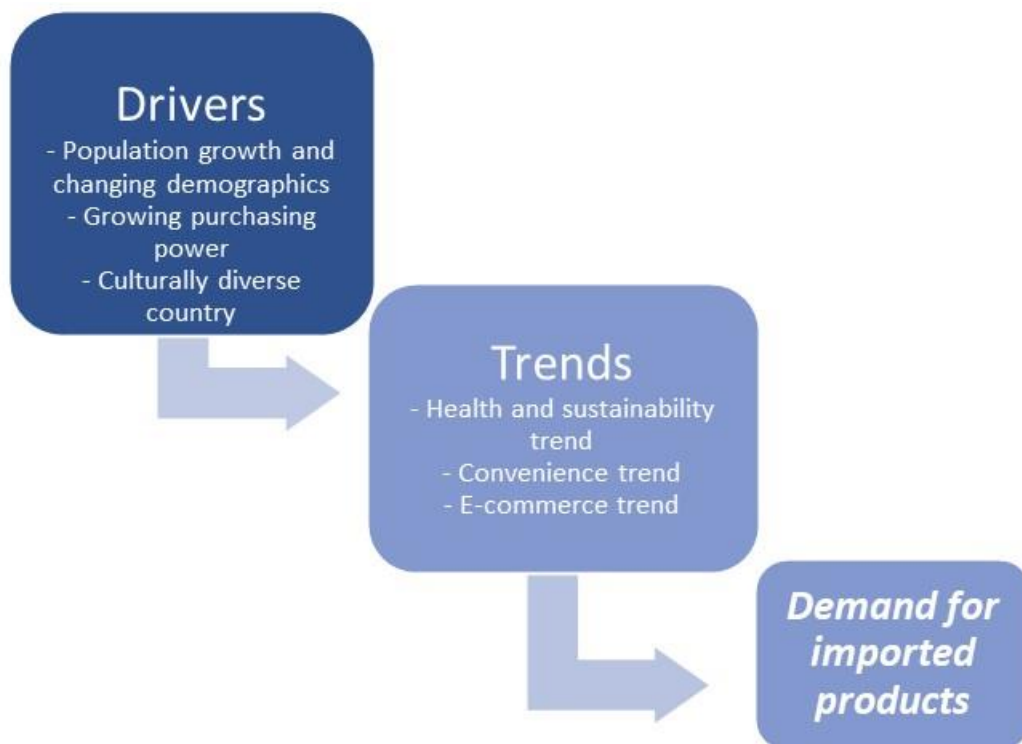 Drivers
- Population growth and
changing demographics
- Growing purchasing
power
- Culturally diverse
country
Trends
- Health and sustainability
trend
- Convenience trend
- E-commerce trend
Demand for
imported
products